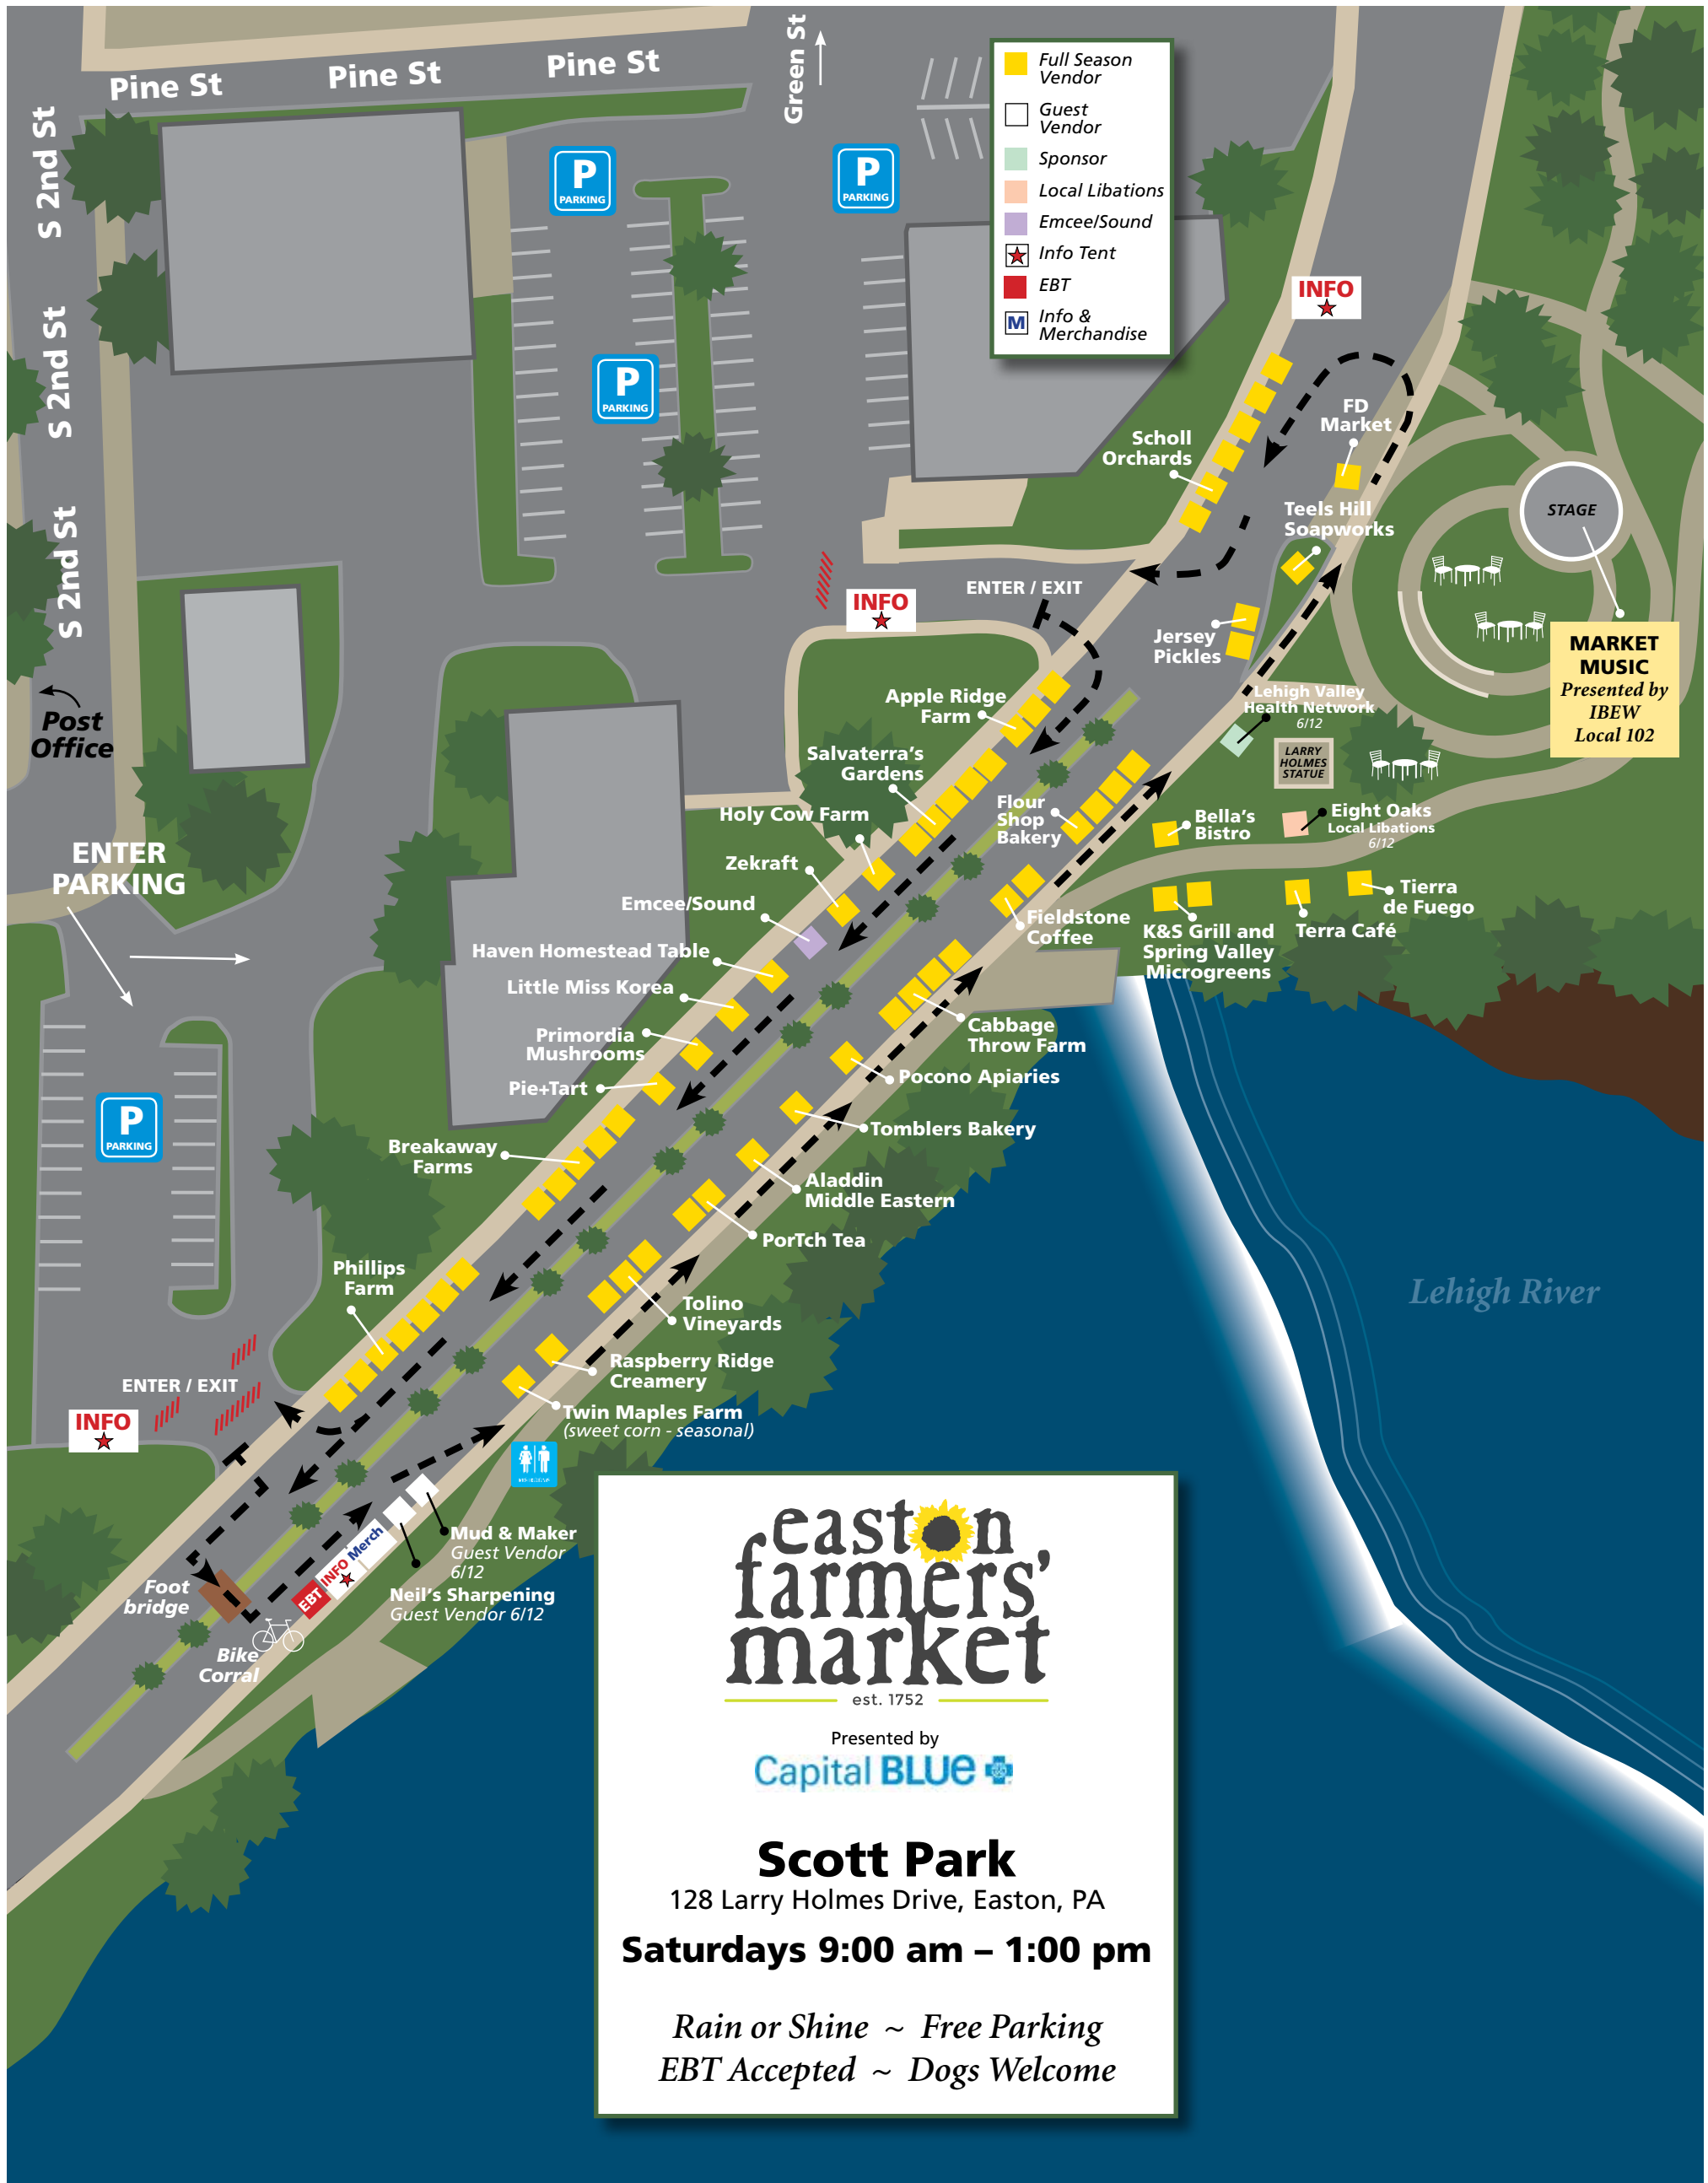 Pine St
Pine St
Pine St
Green St
S 2nd St
S 2nd St
S 2nd St
Full Season
Vendor
Guest
Vendor
Sponsor
Local Libations
Emcee/Sound
Info Tent
EBT
M
Info &
Merchandise
P
PARKING
P
PARKING
P
PARKING
INFO
FD
Market
Scholl
Orchards
STAGE
Teels Hill
Soapworks
ENTER / EXIT
INFO
Jersey
Pickles
MARKET
MUSIC
Presented by
IBEW
Local 102
Post
Office
Lehigh Valley
Health Network
6/12
LARRY
HOLMES
STATUE
Apple Ridge
Farm
Salvaterra's
Gardens
Holy Cow Farm
Flour
Shop
Bakery
Bella's
Bistro
Eight Oaks
Local Libations
6/12
ENTER
PARKING
Zekraft
Emcee/Sound
Tierra
de Fuego
Terra Café
K&S Grill and
Spring Valley
Microgreens
Fieldstone
Coffee
Haven Homestead Table
Little Miss Korea
Primordia
Mushrooms
Pie+Tart
Cabbage
Throw Farm
Pocono Apiaries
Tomblers Bakery
P
PARKING
Breakaway
Farms
Aladdin
Middle Eastern
PorTch Tea
Phillips
Farm
Tolino
Vineyards
Lehigh River
Raspberry Ridge
Creamery
ENTER / EXIT
INFO
Twin Maples Farm
(sweet corn - seasonal)
Mud & Maker
Guest Vendor
6/12
Neil's Sharpening
Guest Vendor 6/12
EBT
INFO
Merch
Foot
bridge
Bike
Corral
easton
farmers'
market
est. 1752
Presented by
Capital BLUE
Scott Park
128 Larry Holmes Drive, Easton, PA
Saturdays 9:00 am – 1:00 pm
Rain or Shine ~ Free Parking
EBT Accepted ~ Dogs Welcome